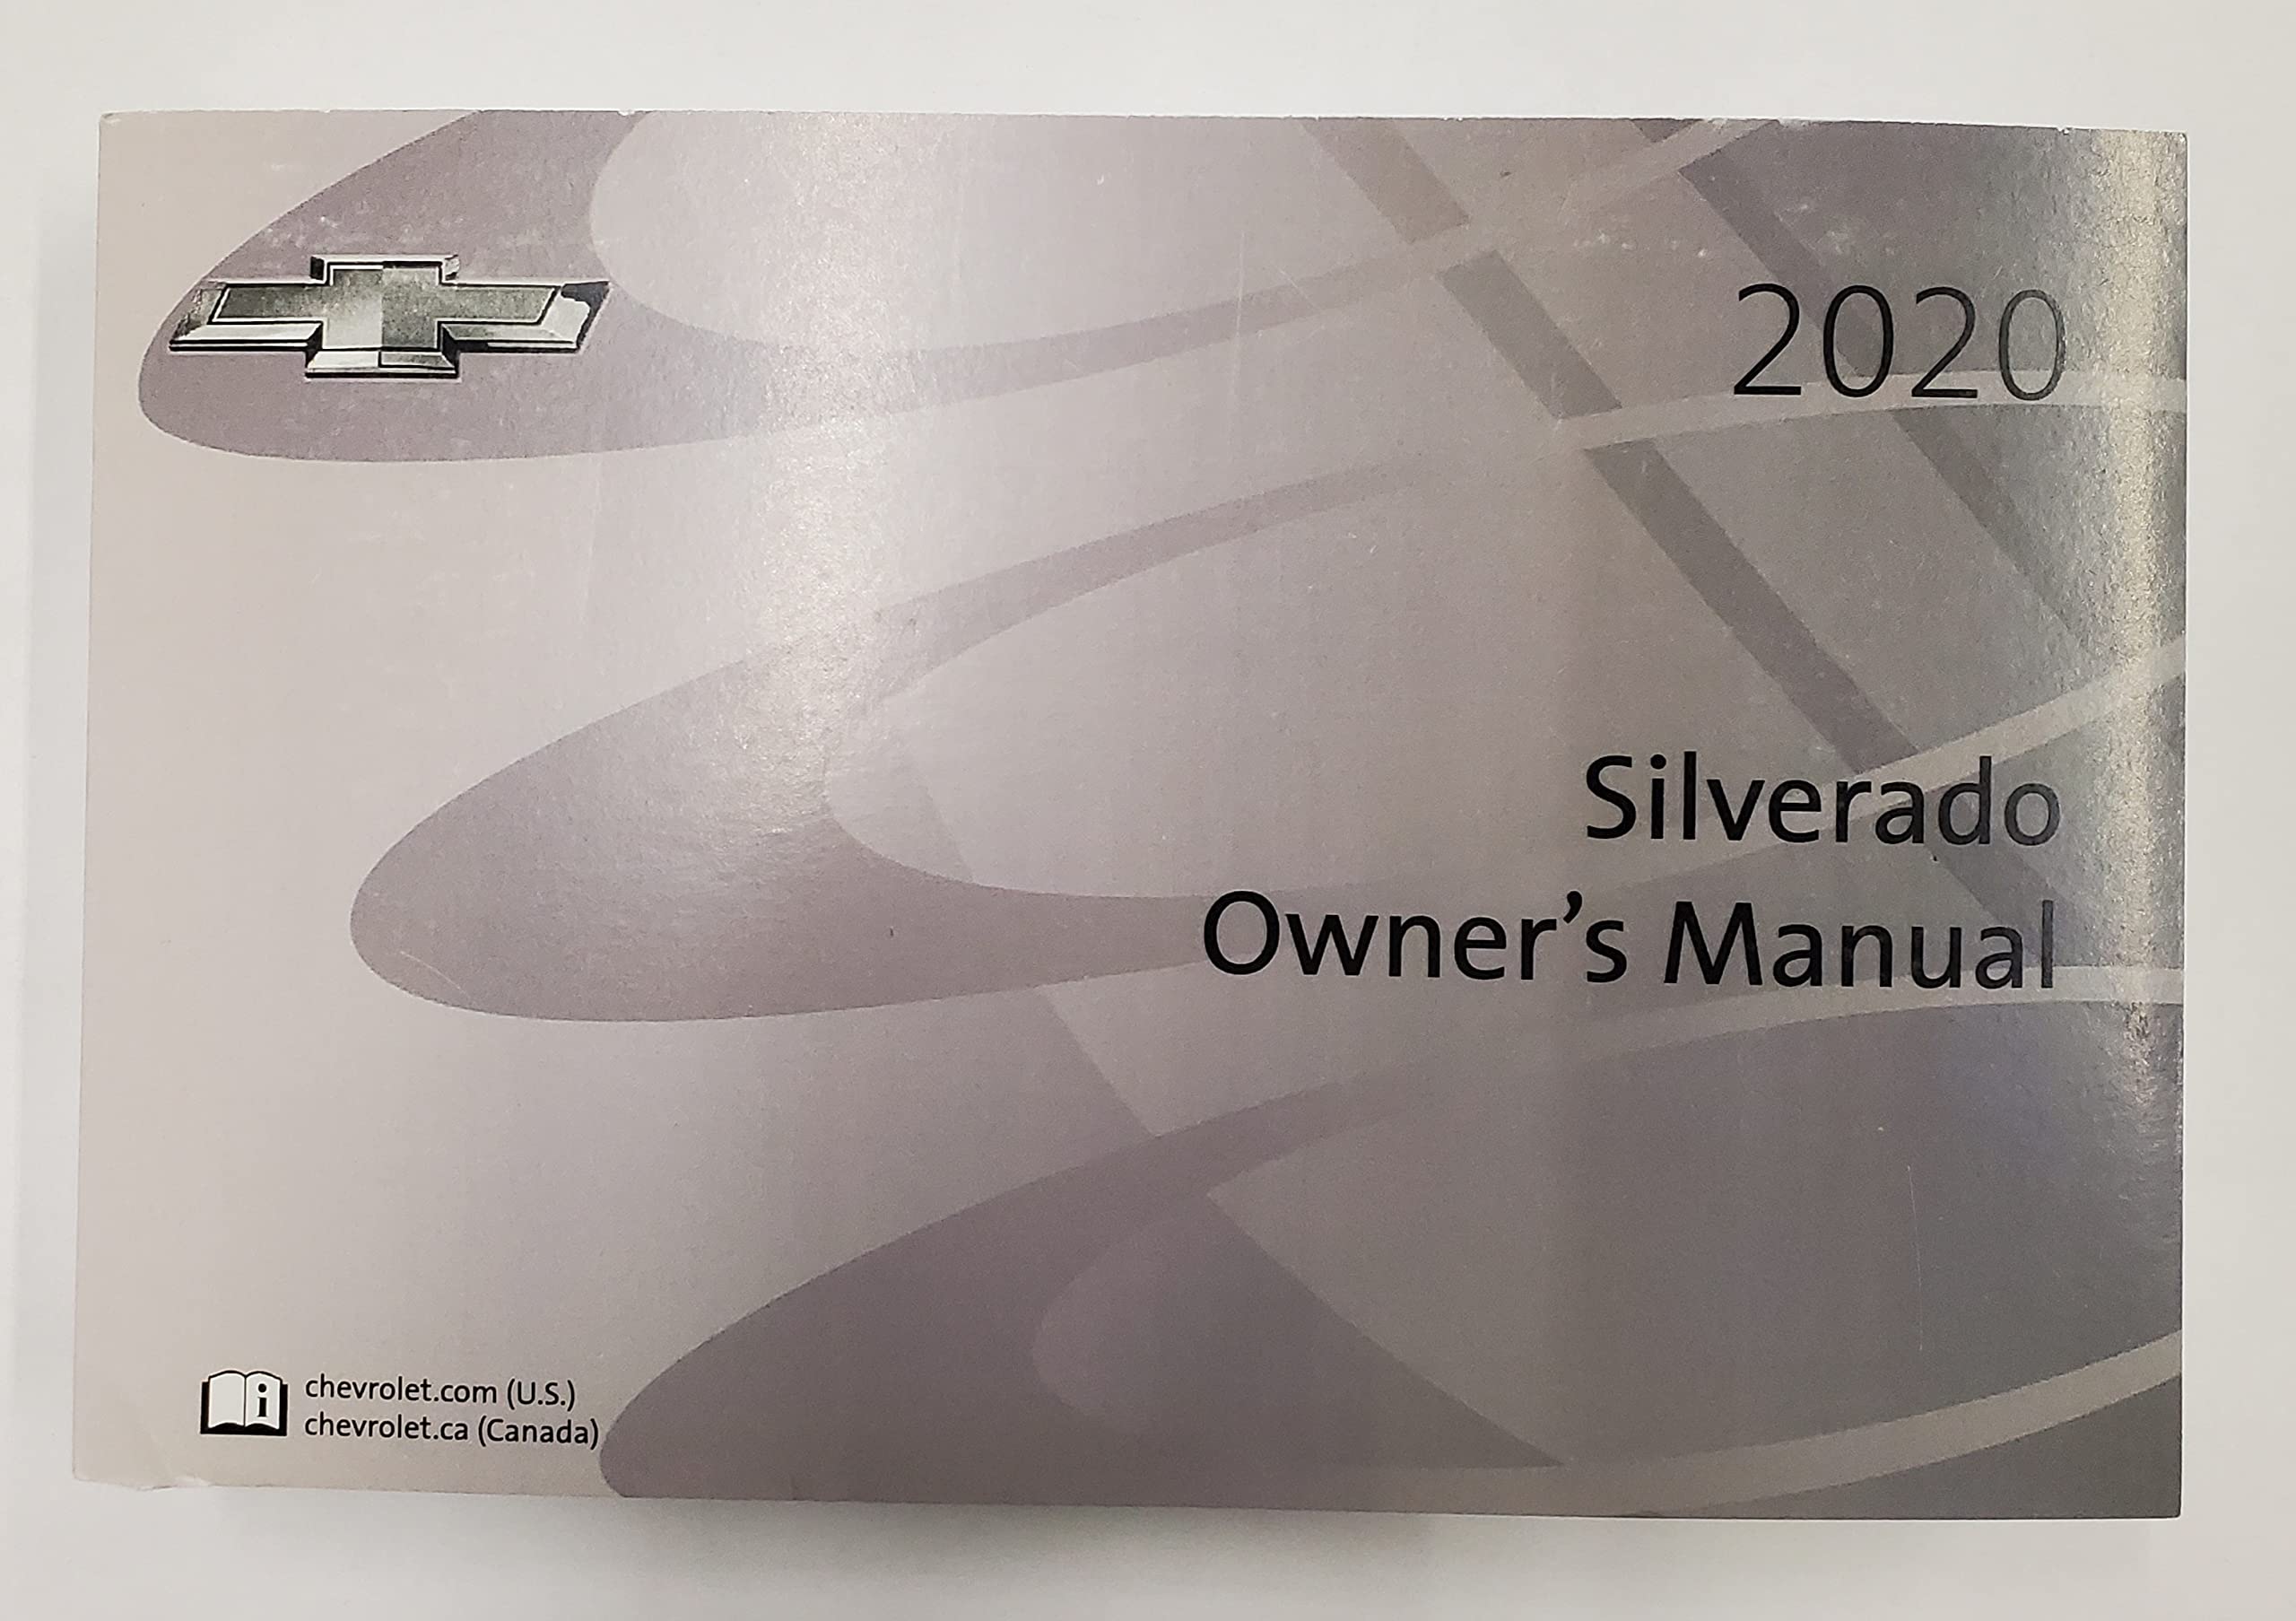 2020
Silverado
Owner's Manual
i chevrolet.com (U.S.)
chevrolet.ca (Canada)